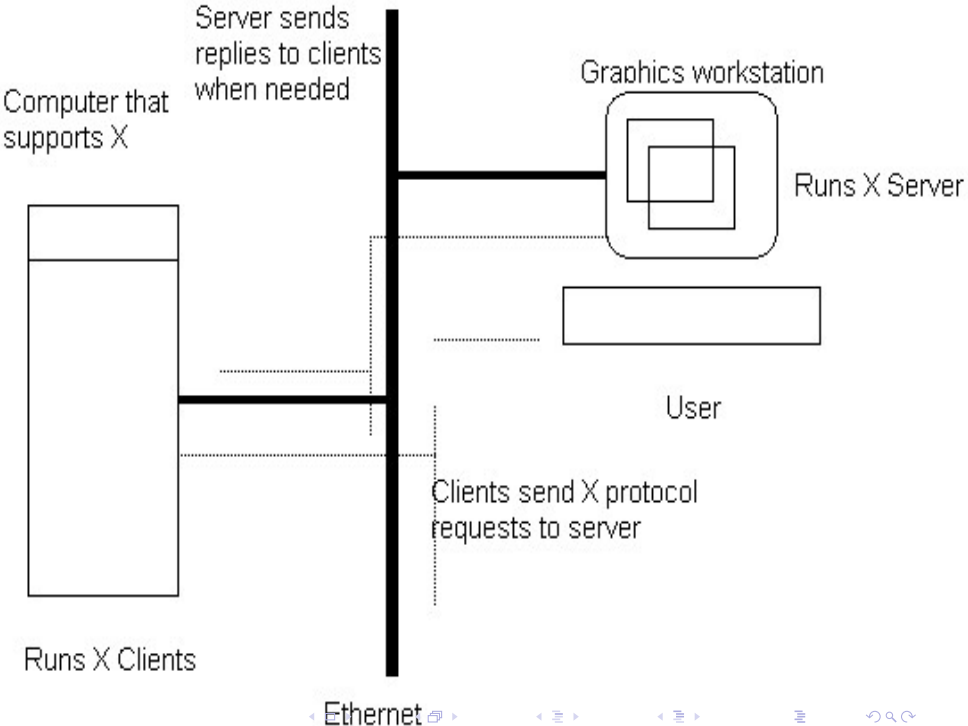 Server sends
replies to clients
when needed
Computer that
supports X
Graphics workstation
Runs X Server
User
Clients send X protocol
requests to server
Runs X Clients
Ethernet